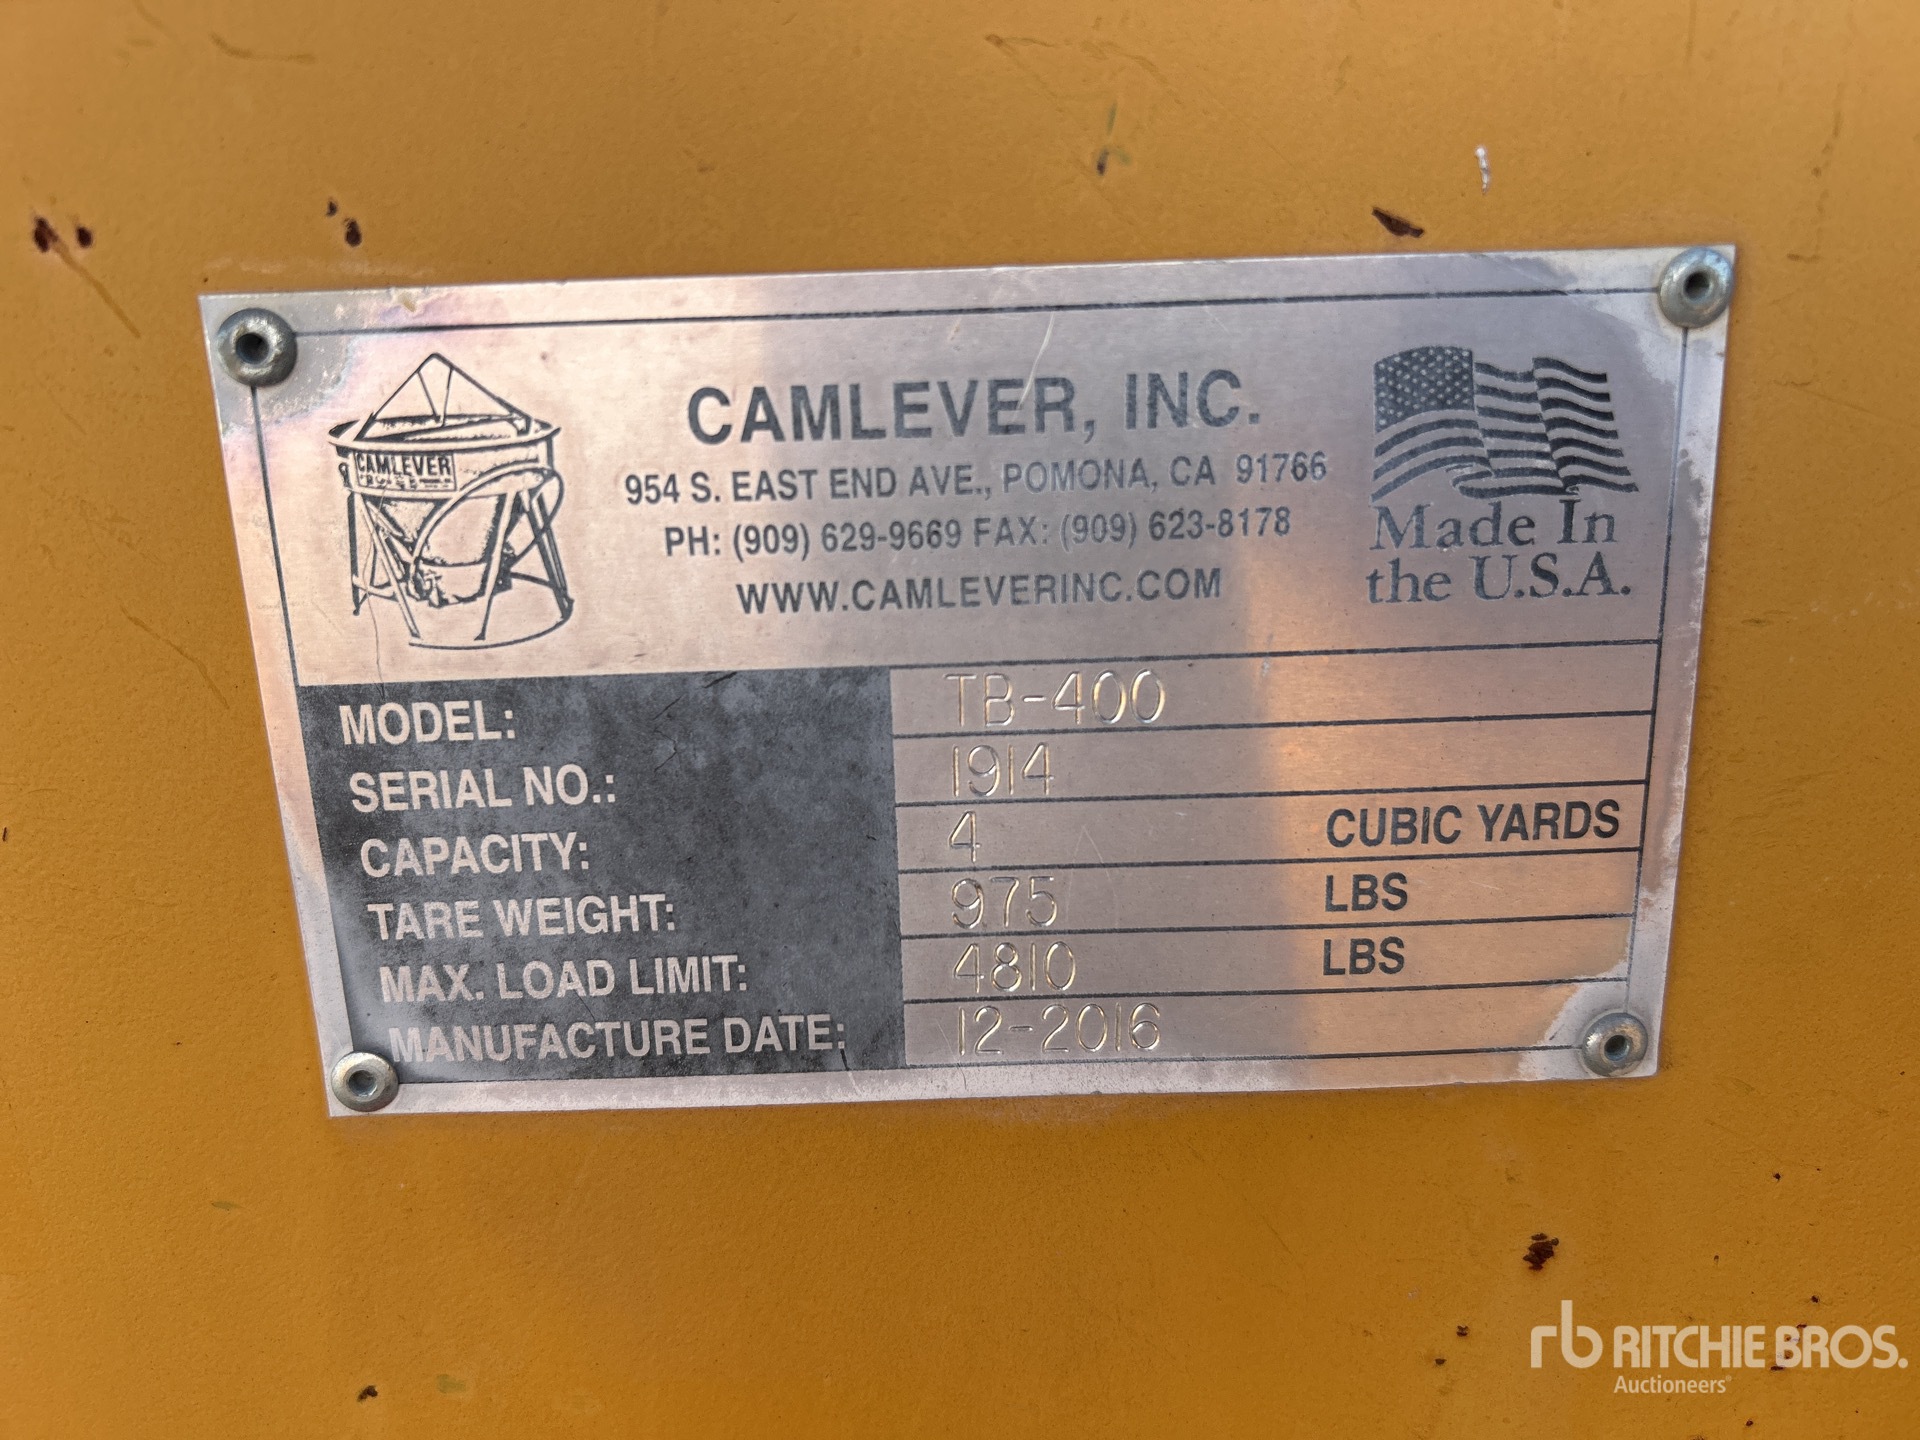 CAMLEVER
CAMLEVER, INC.
954 S. EAST END AVE., POMONA, CA 91766
PH: (909) 629-9669 FAX: (909) 623-8178
WWW.CAMLEVERINC.COM
Made In
the U.S.A.
MODEL: TB-400
SERIAL NO.: 1914
CAPACITY: 4 CUBIC YARDS
TARE WEIGHT: 975 LBS
MAX. LOAD LIMIT: 4810 LBS
MANUFACTURE DATE: 12-2016
rb RITCHIE BROS.
Auctioneers